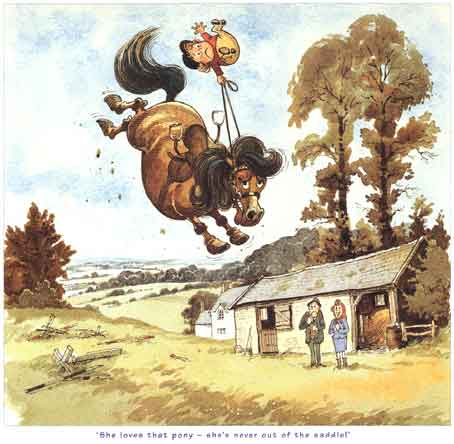 'She loves that pony – she's never out of the saddle!'